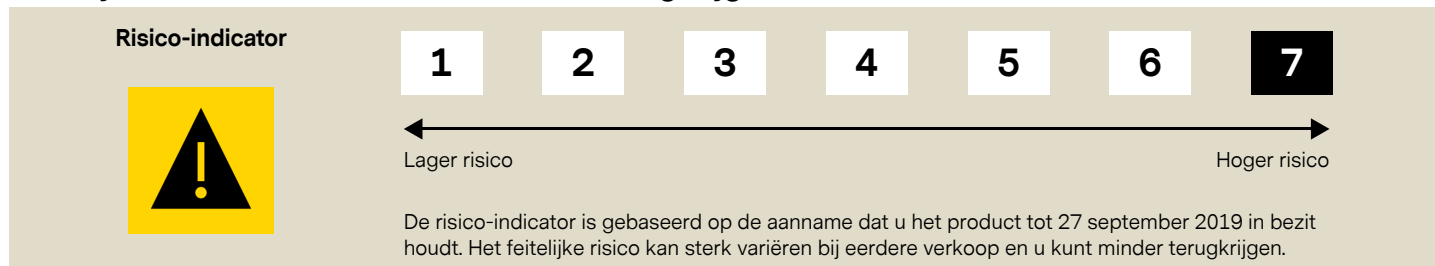 Risico-indicator
1 2 3 4 5 6 7
Lager risico Hoger risico
De risico-indicator is gebaseerd op de aanname dat u het product tot 27 september 2019 in bezit
houdt. Het feitelijke risico kan sterk variëren bij eerdere verkoop en u kunt minder terugkrijgen.